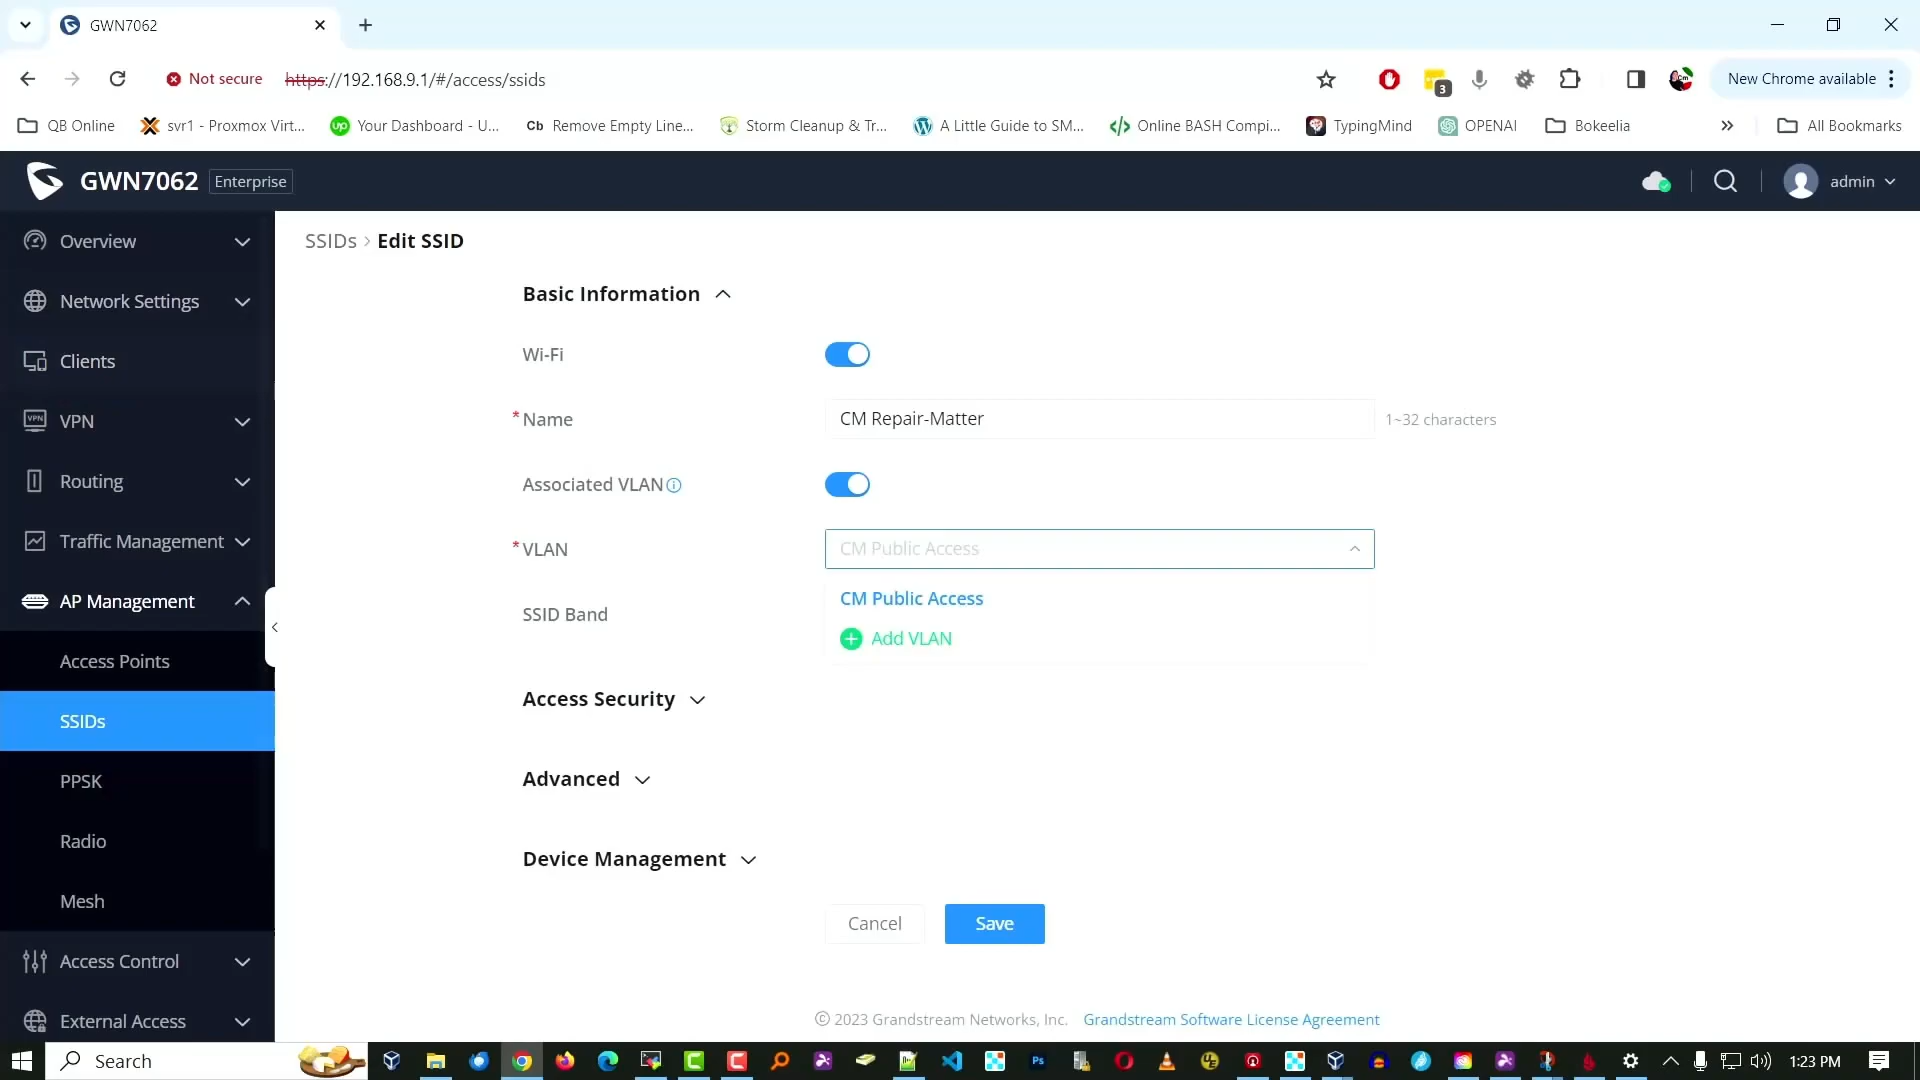 GWN7062
Not secure https://192.168.9.1/#/access/ssids
3
New Chrome available
QB Online
svr1 - Proxmox Virt...
Your Dashboard - U...
Cb Remove Empty Line...
Storm Cleanup & Tr...
A Little Guide to SM...
Online BASH Compi...
TypingMind
OPENAI
Bokeelia
All Bookmarks
GWN7062 Enterprise
admin
Overview
Network Settings
Clients
VPN
Routing
Traffic Management
AP Management
Access Points
SSIDs
PPSK
Radio
Mesh
Access Control
External Access
SSIDs > Edit SSID
Basic Information
Wi-Fi
*Name CM Repair-Matter 1~32 characters
Associated VLAN
*VLAN CM Public Access
CM Public Access
SSID Band
Add VLAN
Access Security
Advanced
Device Management
Cancel Save
© 2023 Grandstream Networks, Inc. Grandstream Software License Agreement
Search
1:23 PM